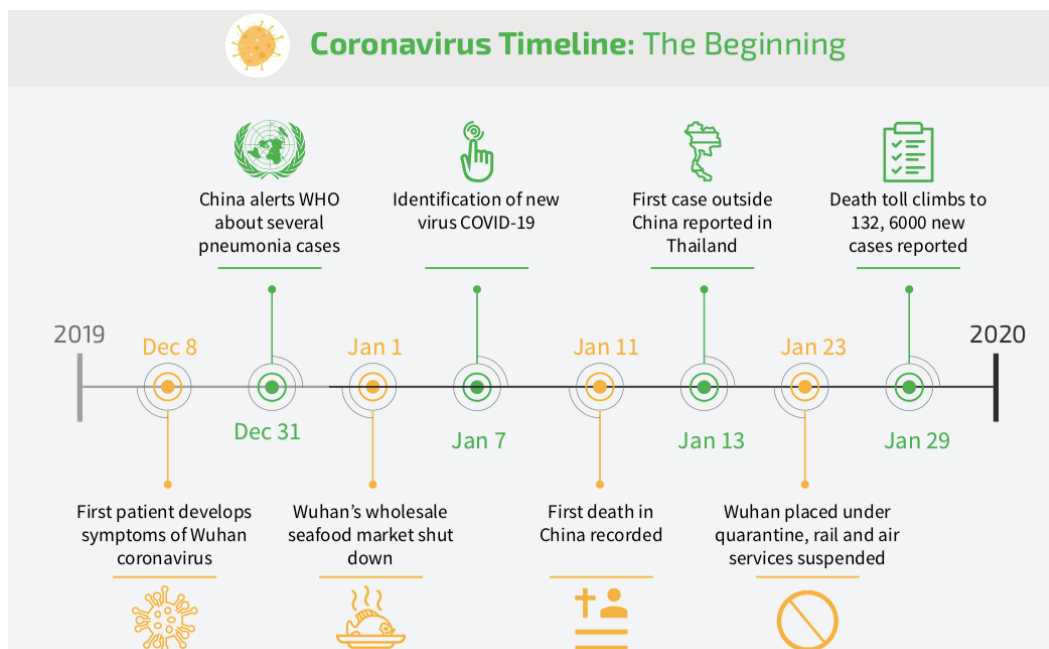 Coronavirus Timeline: The Beginning
China alerts WHO
about several
pneumonia cases
Identification of new
virus COVID-19
First case outside
China reported in
Thailand
Death toll climbs to
132, 6000 new
cases reported
2019
Dec 8
Dec 31
Jan 1
Jan 7
Jan 11
Jan 13
Jan 23
Jan 29
2020
First patient develops
symptoms of Wuhan
coronavirus
Wuhan’s wholesale
seafood market shut
down
First death in
China recorded
Wuhan placed under
quarantine, rail and air
services suspended